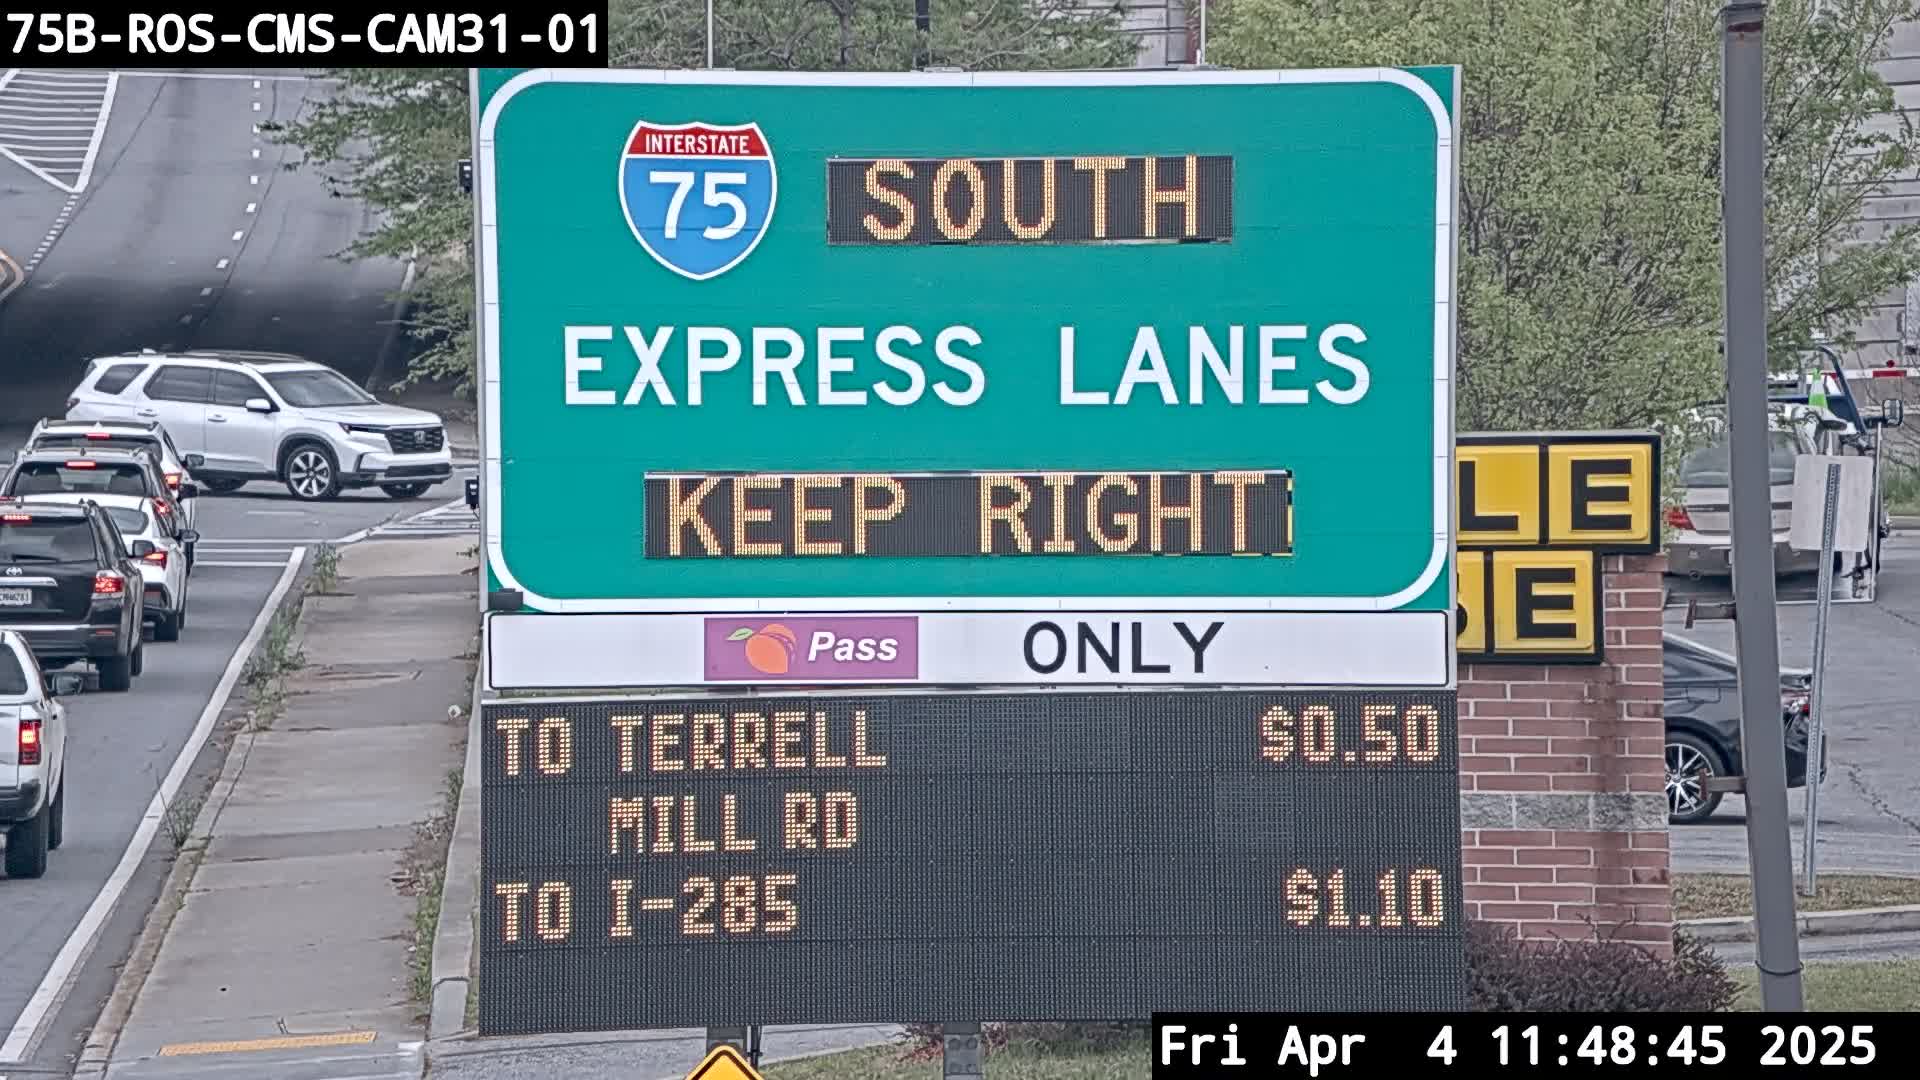 75B-ROS-CMS-CAM31-01
INTERSTATE
75
SOUTH
EXPRESS LANES
KEEP RIGHT
LE
E
Pass ONLY
TO TERRELL $0.50
MILL RD
TO I-285 $1.10
Fri Apr 4 11:48:45 2025